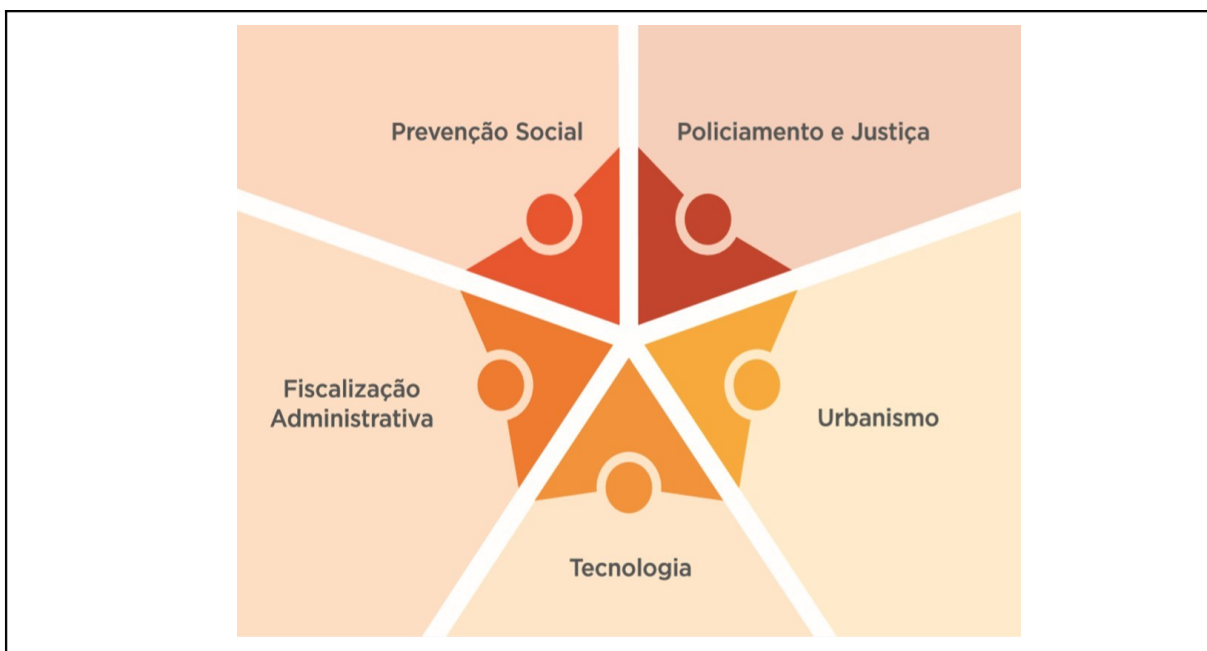 Prevenção Social
Policiamento e Justiça
Fiscalização
Administrativa
Urbanismo
Tecnologia